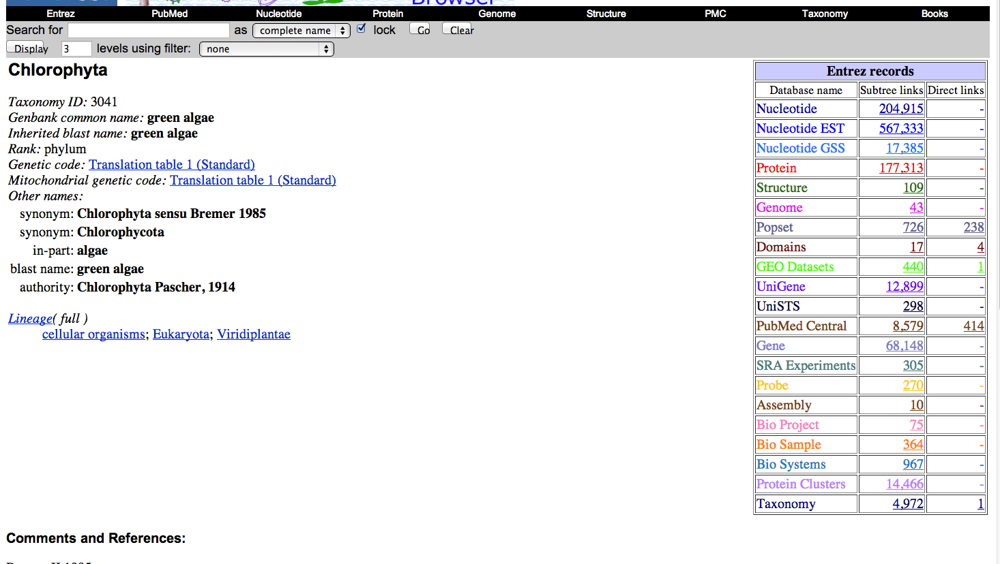 Browser
Entrez PubMed Nucleotide Protein Genome Structure PMC Taxonomy Books
Search for as complete name lock Go Clear
Display 3 levels using filter: none
Chlorophyta
Taxonomy ID: 3041
Genbank common name: green algae
Inherited blast name: green algae
Rank: phylum
Genetic code: Translation table 1 (Standard)
Mitochondrial genetic code: Translation table 1 (Standard)
Other names:
synonym: Chlorophyta sensu Bremer 1985
synonym: Chlorophycota
in-part: algae
blast name: green algae
authority: Chlorophyta Pascher, 1914
Lineage( full )
cellular organisms; Eukaryota; Viridiplantae
Entrez records
Database name Subtree links Direct links
Nucleotide 204,915 -
Nucleotide EST 567,333 -
Nucleotide GSS 17,385 -
Protein 177,313 -
Structure 109 -
Genome 43 -
Popset 726 238
Domains 17 4
GEO Datasets 440 1
UniGene 12,899 -
UniSTS 298 -
PubMed Central 8,579 414
Gene 68,148 -
SRA Experiments 305 -
Probe 270 -
Assembly 10 -
Bio Project 75 -
Bio Sample 364 -
Bio Systems 967 -
Protein Clusters 14,466 -
Taxonomy 4,972 1
Comments and References: